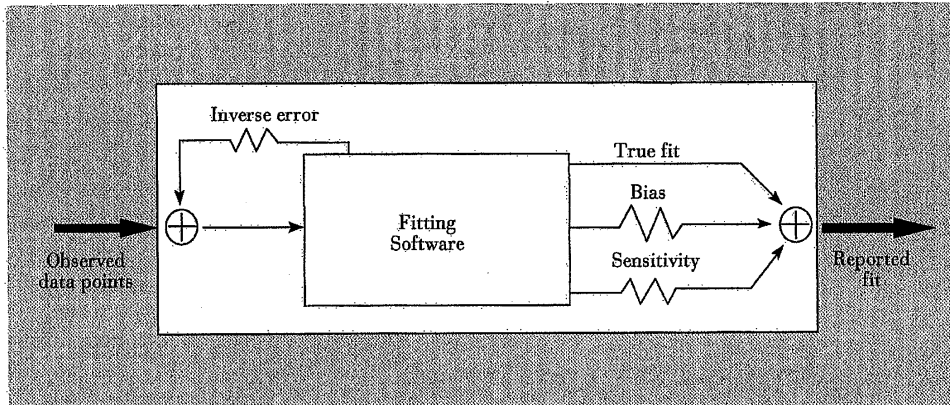 Inverse error
True fit
Bias
Fitting
Software
Sensitivity
Observed
data points
Reported
fit